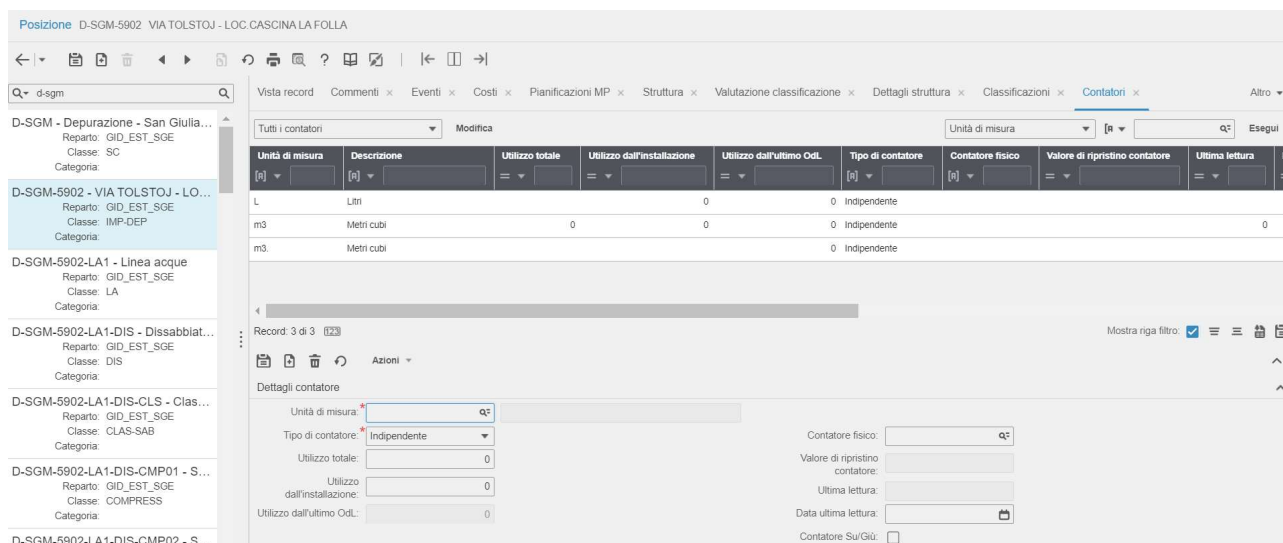 Posizione D-SGM-5902 VIA TOLSTOJ - LOC.CASCINA LA FOLLA
d-sgm
Vista record Commenti × Eventi × Costi × Pianificazioni MP × Struttura × Valutazione classificazione × Dettagli struttura × Classificazioni × Contatori × Altro
D-SGM - Depurazione - San Giulia...
Reparto: GID_EST_SGE
Classe: SC
Categoria:
D-SGM-5902 - VIA TOLSTOJ - LO...
Reparto: GID_EST_SGE
Classe: IMP-DEP
Categoria:
D-SGM-5902-LA1 - Linea acque
Reparto: GID_EST_SGE
Classe: LA
Categoria:
D-SGM-5902-LA1-DIS - Dissabbiat...
Reparto: GID_EST_SGE
Classe: DIS
Categoria:
D-SGM-5902-LA1-DIS-CLS - Clas...
Reparto: GID_EST_SGE
Classe: CLAS-SAB
Categoria:
D-SGM-5902-LA1-DIS-CMP01 - S...
Reparto: GID_EST_SGE
Classe: COMPRESS
Categoria:
D-SGM-5902-LA1-DIS-CMP02 - S
Tutti i contatori Modifica Unità di misura Esegui
Unità di misura Descrizione Utilizzo totale Utilizzo dall'installazione Utilizzo dall'ultimo OdL Tipo di contatore Contatore fisico Valore di ripristino contatore Ultima lettura
= = = = =
L Litri 0 0 Indipendente
m3 Metri cubi 0 0 0 Indipendente 0
m3. Metri cubi 0 Indipendente
Record: 3 di 3 123 Mostra riga filtro:
Azioni
Dettagli contatore
Unità di misura: *
Tipo di contatore: * Indipendente Contatore fisico:
Utilizzo totale: 0 Valore di ripristino contatore:
Utilizzo dall'installazione: 0 Ultima lettura:
Utilizzo dall'ultimo OdL: 0 Data ultima lettura:
Contatore Su/Giù: